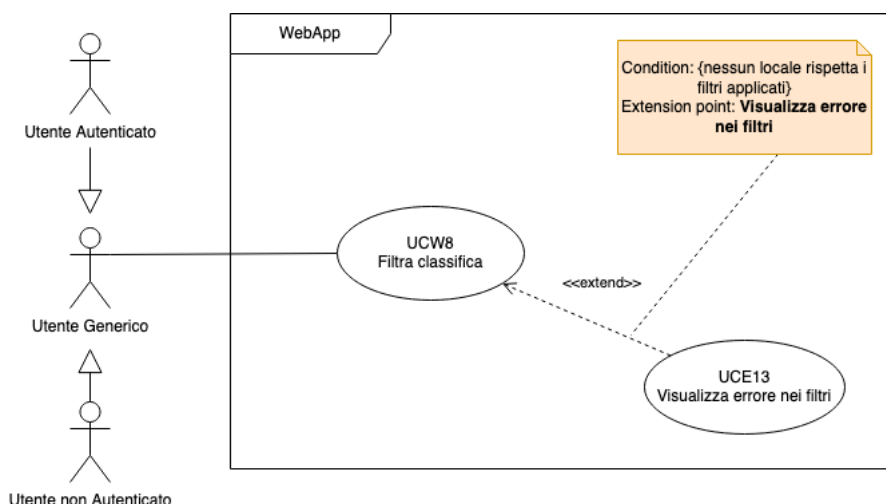 WebApp
Condition: {nessun locale rispetta i
filtri applicati}
Extension point: Visualizza errore
nei filtri
Utente Autenticato
UCW8
Filtra classifica
<<extend>>
Utente Generico
UCE13
Visualizza errore nei filtri
Utente non Autenticato